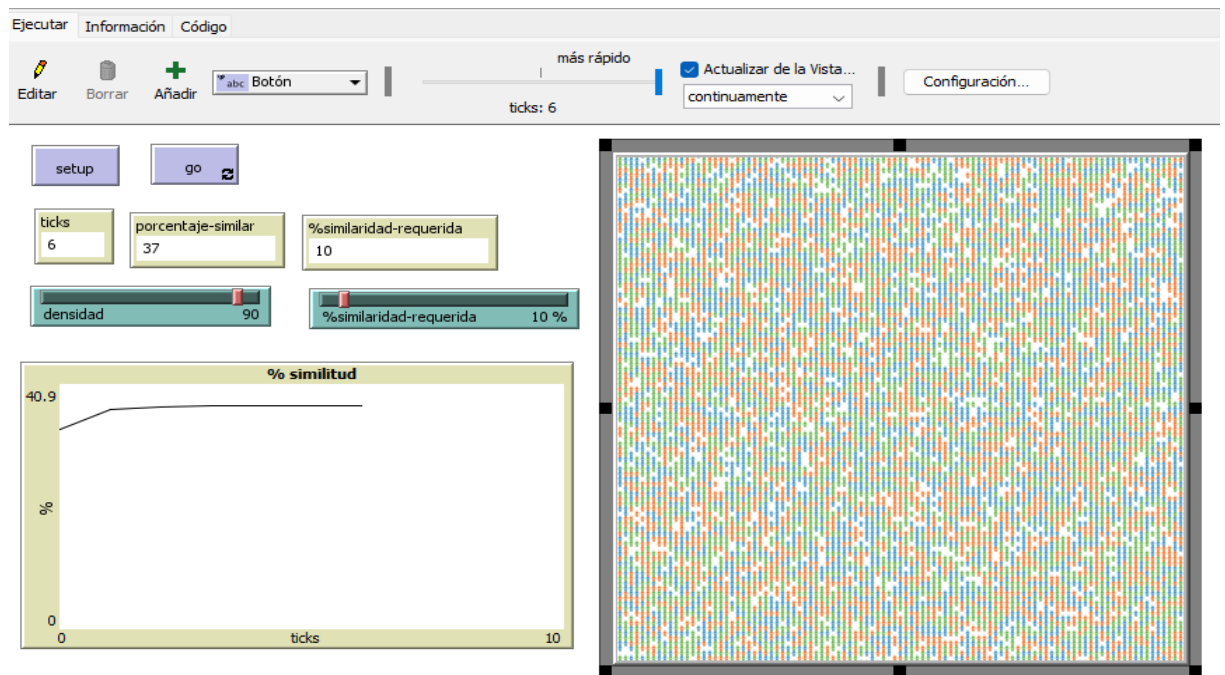 Ejecutar Información Código
más rápido
Editar Borrar Añadir abc Botón
ticks: 6
Actualizar de la Vista...
continuamente
Configuración...
setup go
ticks
6
porcentaje-similar
37
%similaridad-requerida
10
densidad 90
%similaridad-requerida 10 %
% similitud
40.9
%
0
0 ticks 10